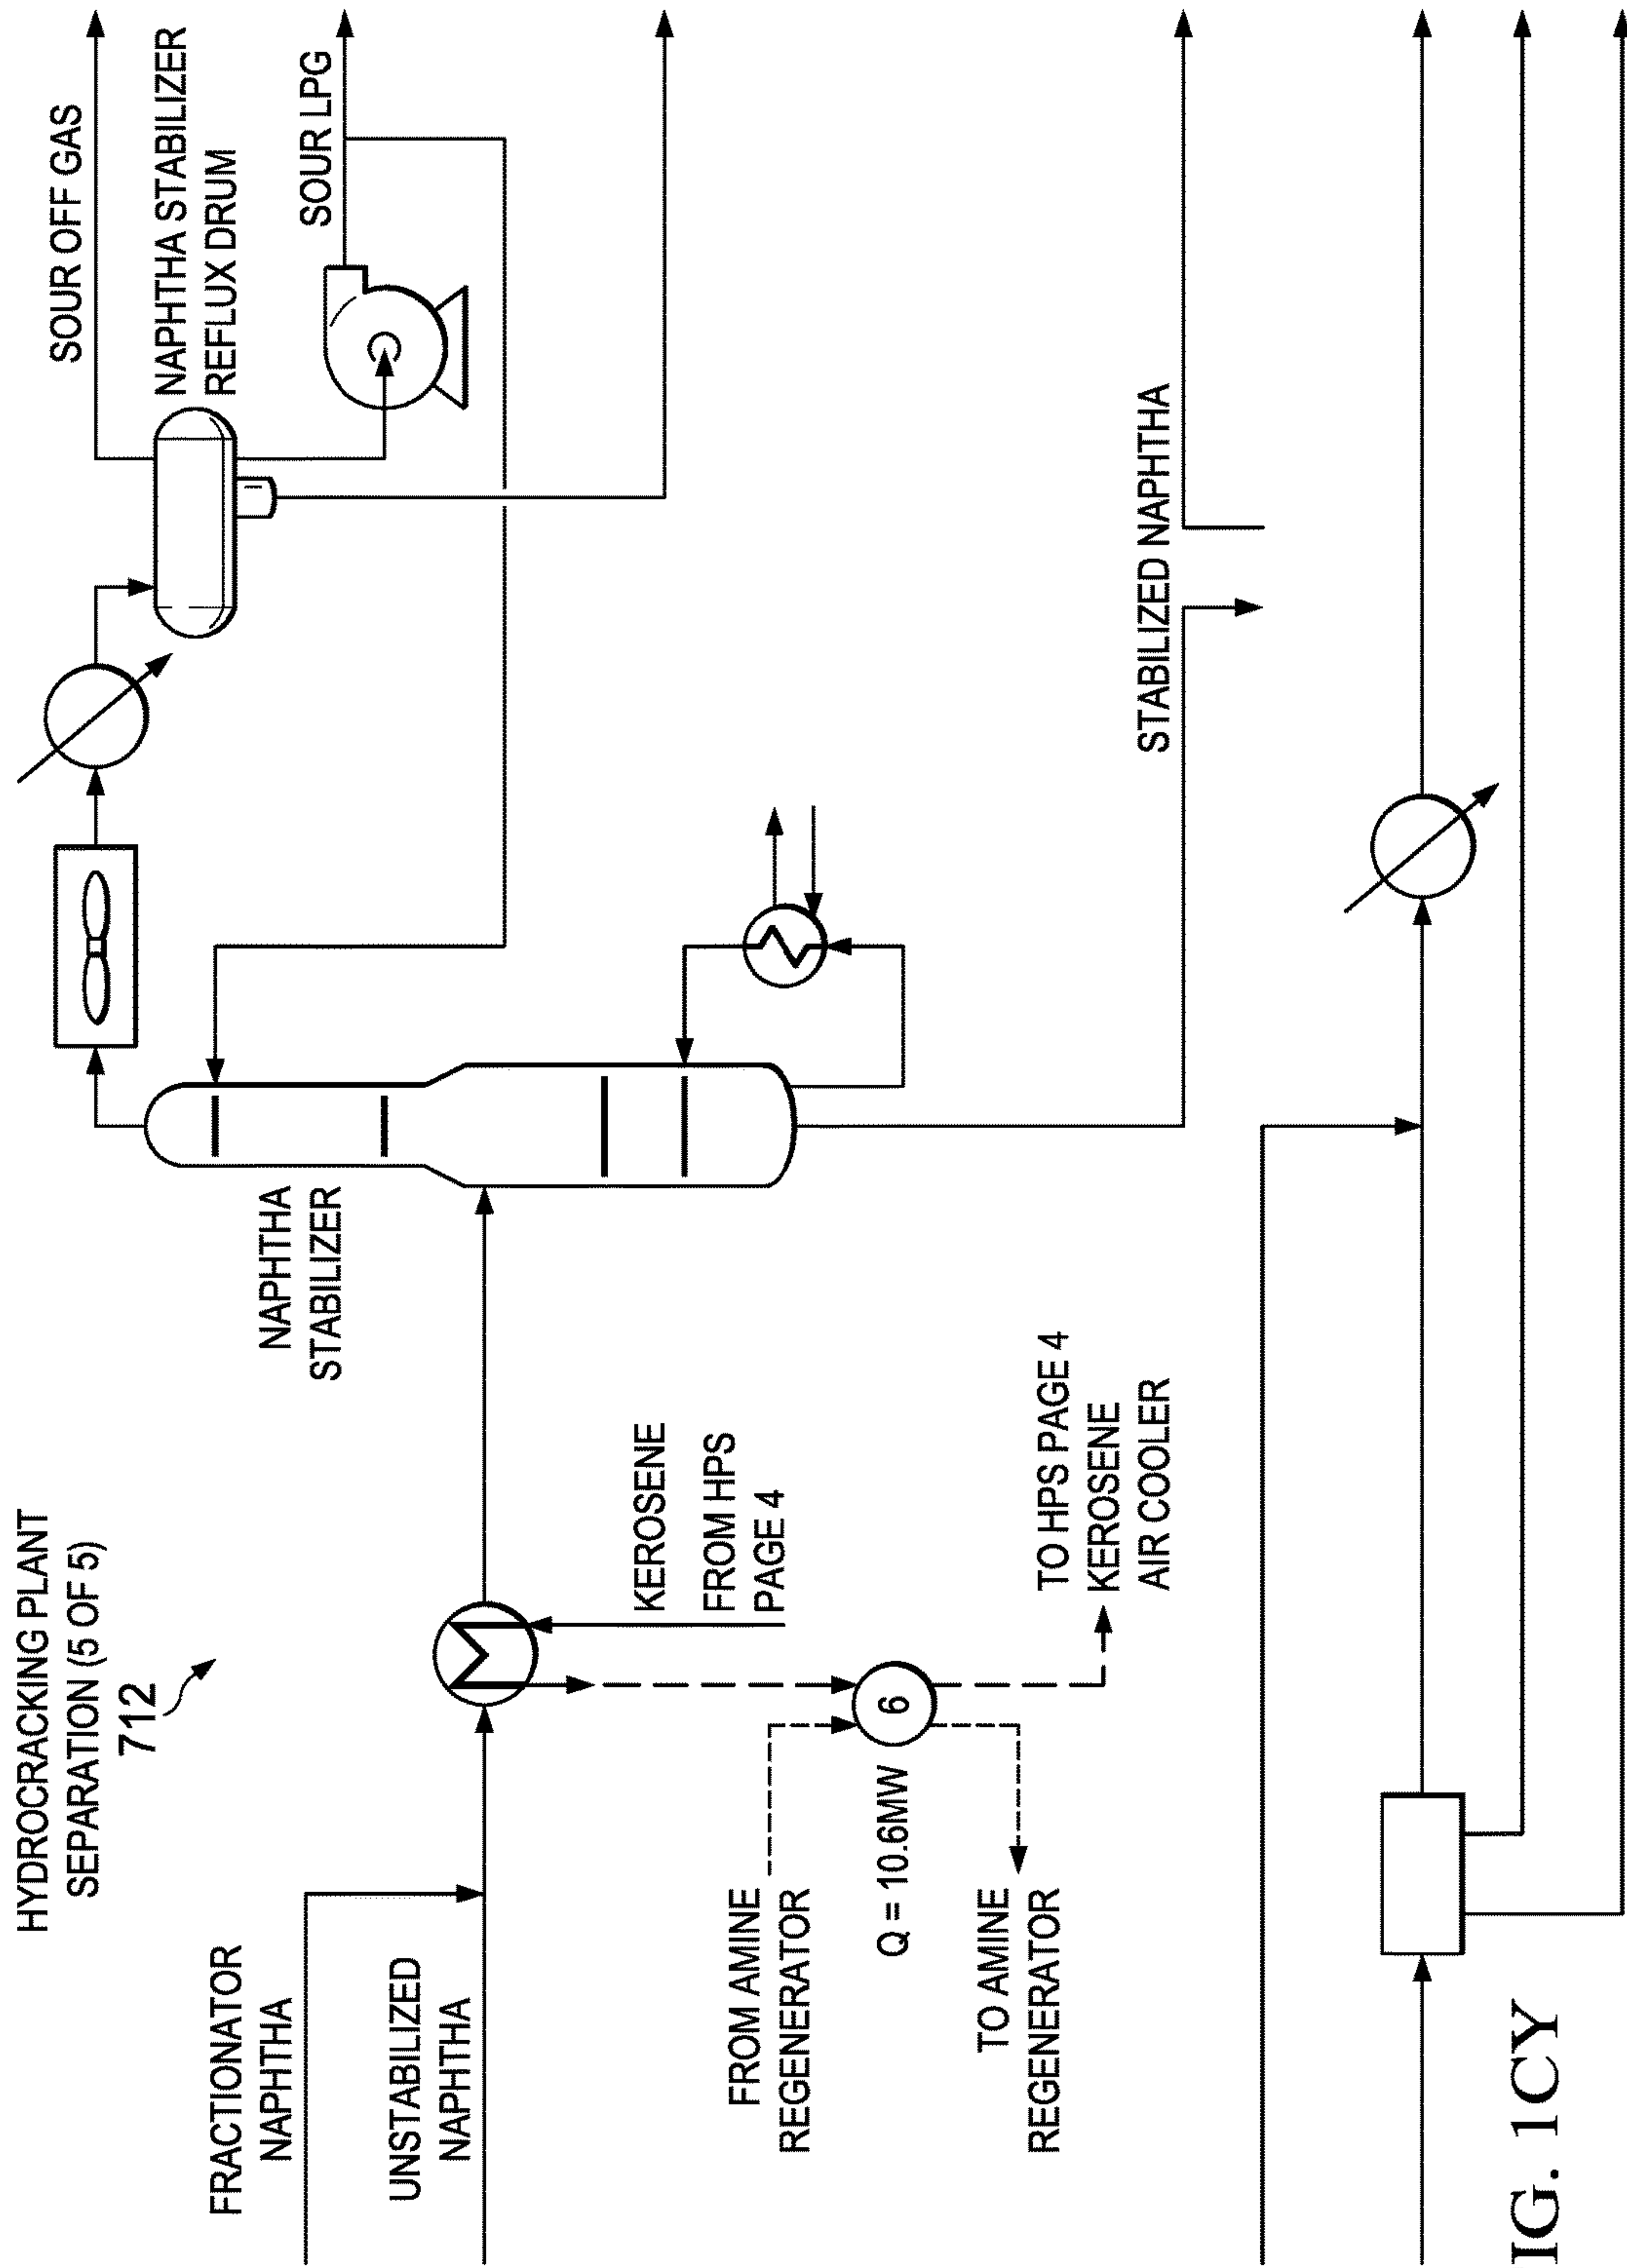 HYDROCRACKING PLANT
SEPARATION (5 OF 5)
712
SOUR OFF GAS
NAPHTHA STABILIZER
REFLUX DRUM
SOUR LPG
NAPHTHA
STABILIZER
FRACTIONATOR
NAPHTHA
UNSTABILIZED
NAPHTHA
KEROSENE
FROM HPS
PAGE 4
FROM AMINE
REGENERATOR
6
Q = 10.6MW
TO AMINE
REGENERATOR
TO HPS PAGE 4
KEROSENE
AIR COOLER
STABILIZED NAPHTHA
IG. 1CY